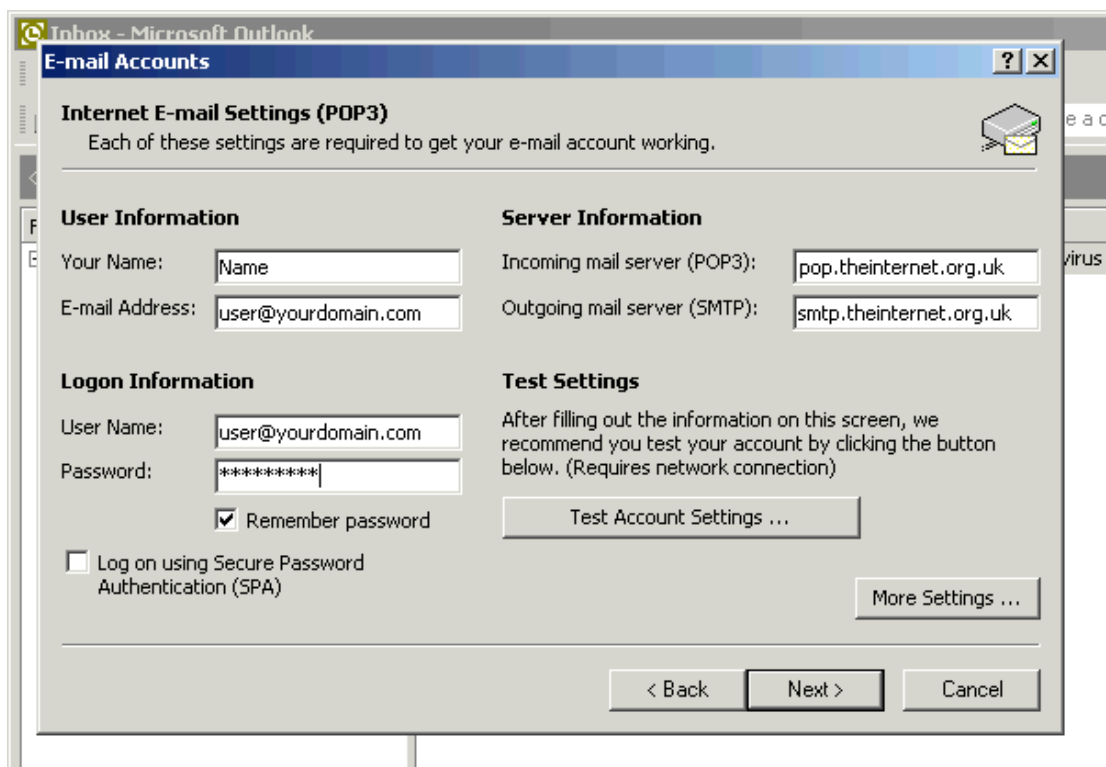 Inbox - Microsoft Outlook
E-mail Accounts
Internet E-mail Settings (POP3)
Each of these settings are required to get your e-mail account working.
User Information
Your Name:
Name
E-mail Address:
user@yourdomain.com
Server Information
Incoming mail server (POP3):
pop.theinternet.org.uk
Outgoing mail server (SMTP):
smtp.theinternet.org.uk
Logon Information
User Name:
user@yourdomain.com
Password:
*********
Remember password
Log on using Secure Password
Authentication (SPA)
Test Settings
After filling out the information on this screen, we
recommend you test your account by clicking the button
below. (Requires network connection)
Test Account Settings ...
More Settings ...
< Back
Next >
Cancel
virus